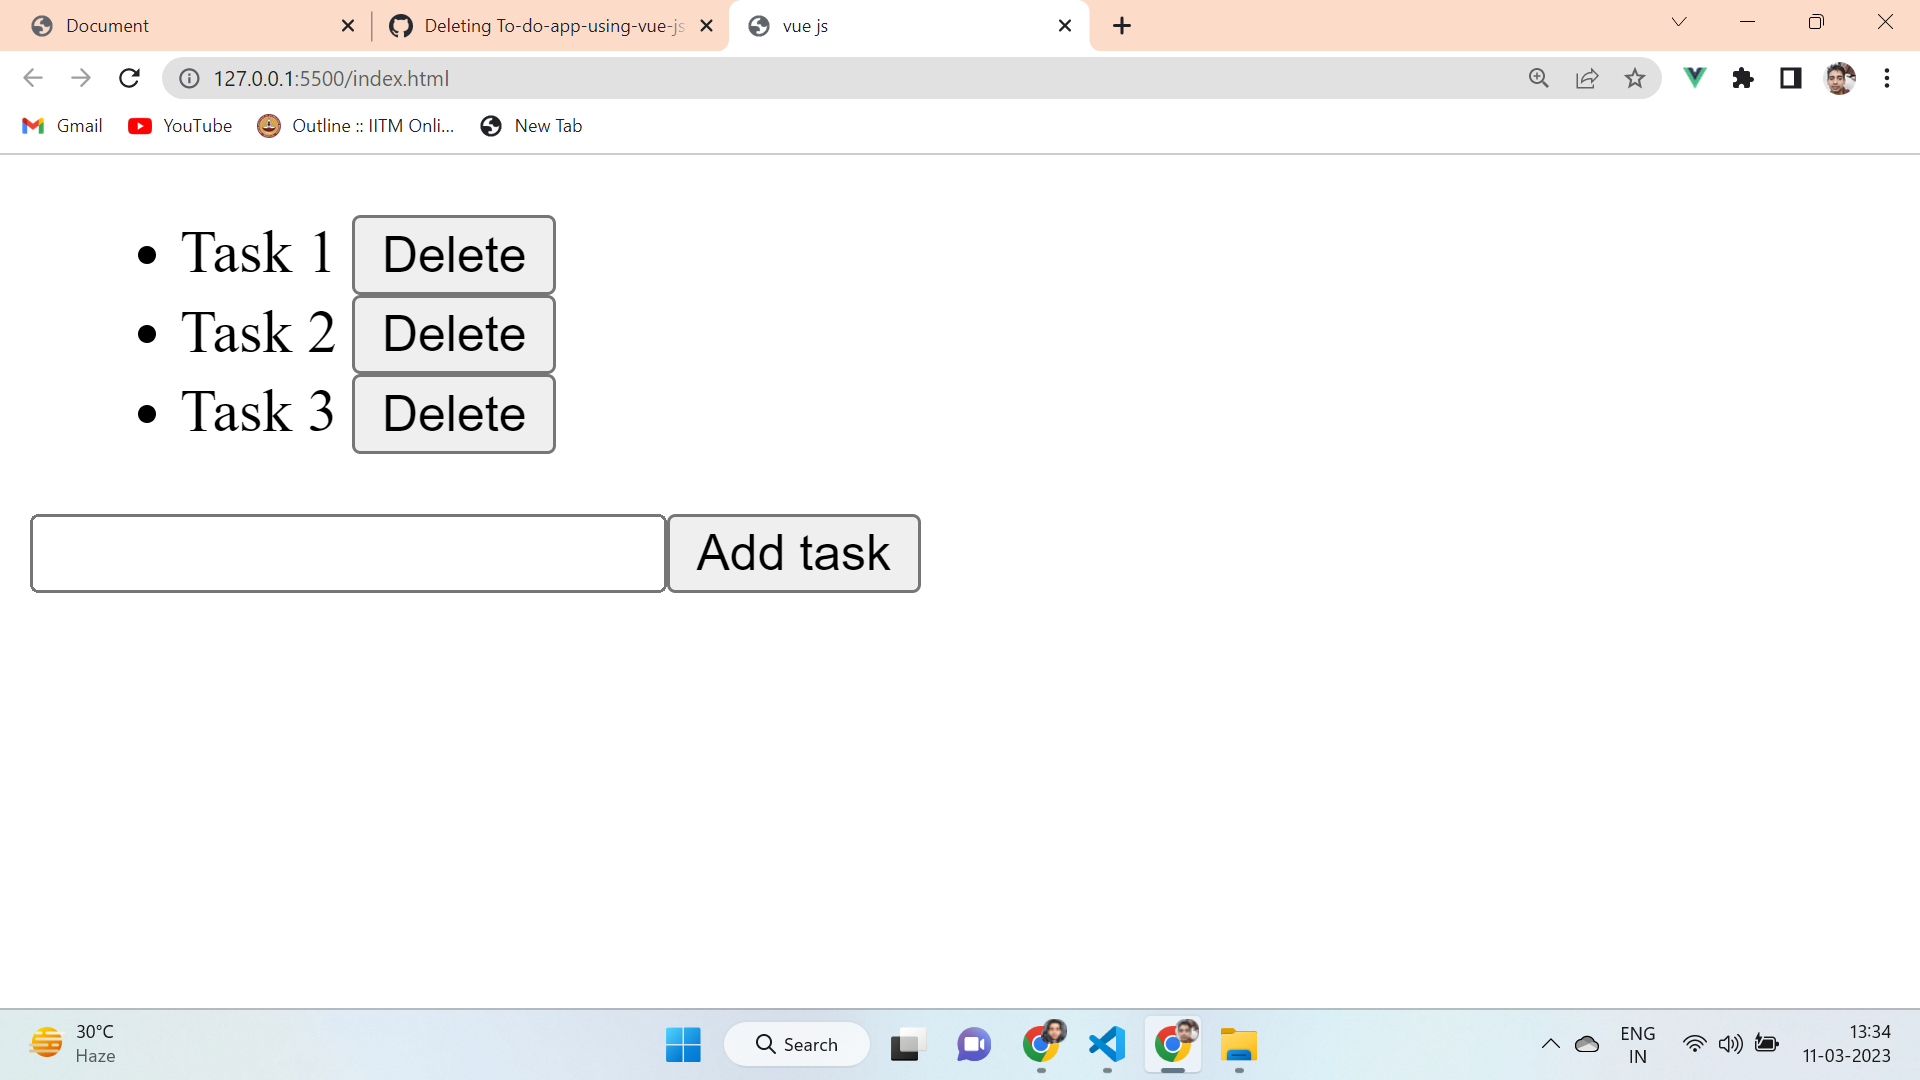 Document
Deleting To-do-app-using-vue-js
vue js
127.0.0.1:5500/index.html
Gmail
YouTube
Outline :: IITM Onli...
New Tab
Task 1 Delete
Task 2 Delete
Task 3 Delete
Add task
30°C
Haze
Search
ENG
IN
13:34
11-03-2023